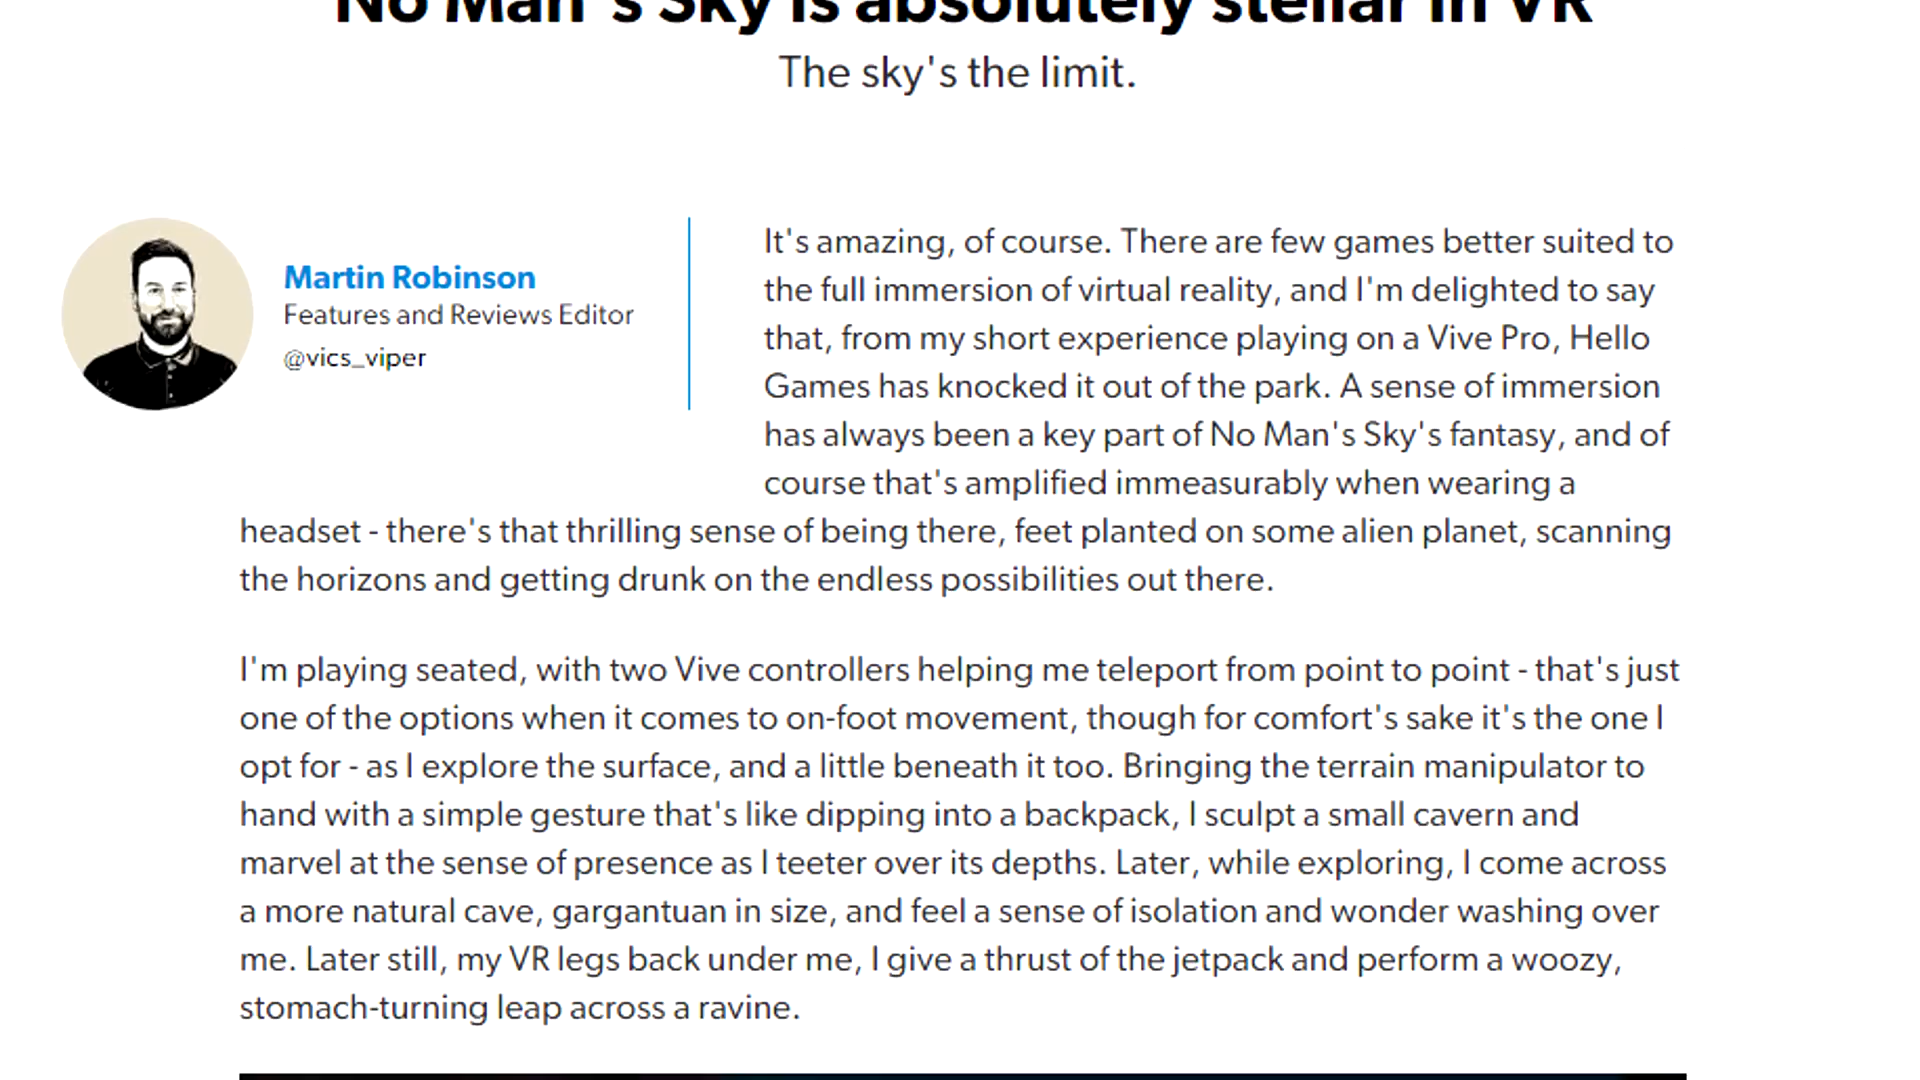 No Man's Sky is absolutely stellar in VR
The sky's the limit.
Martin Robinson
Features and Reviews Editor
@vics_viper
It's amazing, of course. There are few games better suited to
the full immersion of virtual reality, and I'm delighted to say
that, from my short experience playing on a Vive Pro, Hello
Games has knocked it out of the park. A sense of immersion
has always been a key part of No Man's Sky's fantasy, and of
course that's amplified immeasurably when wearing a
headset - there's that thrilling sense of being there, feet planted on some alien planet, scanning
the horizons and getting drunk on the endless possibilities out there.
I'm playing seated, with two Vive controllers helping me teleport from point to point - that's just
one of the options when it comes to on-foot movement, though for comfort's sake it's the one I
opt for - as I explore the surface, and a little beneath it too. Bringing the terrain manipulator to
hand with a simple gesture that's like dipping into a backpack, I sculpt a small cavern and
marvel at the sense of presence as I teeter over its depths. Later, while exploring, I come across
a more natural cave, gargantuan in size, and feel a sense of isolation and wonder washing over
me. Later still, my VR legs back under me, I give a thrust of the jetpack and perform a woozy,
stomach-turning leap across a ravine.